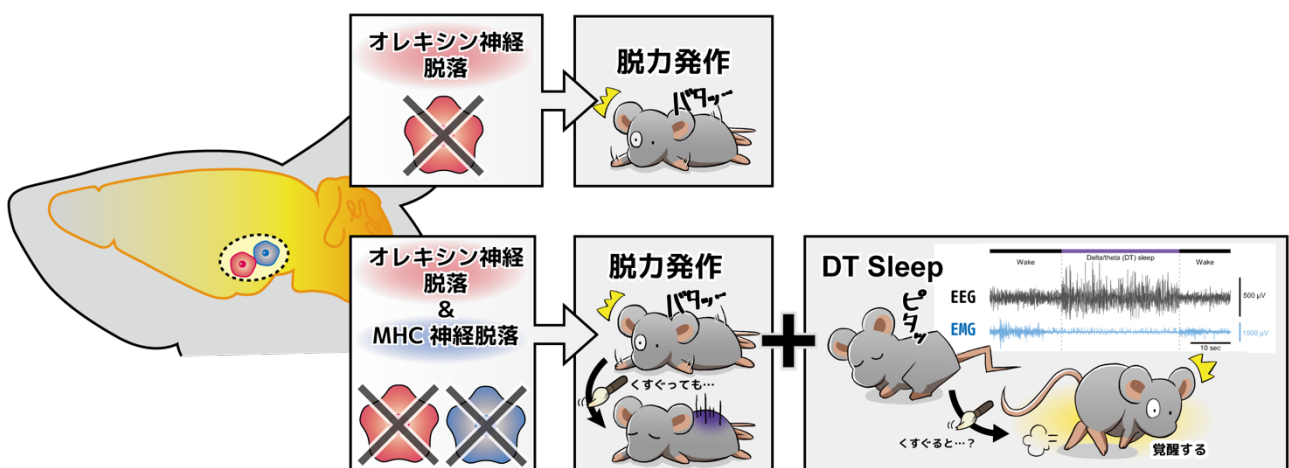 オレキシン神経
脱落
脱力発作
バタッ…
オレキシン神経
脱落
&
MHC 神経脱落
脱力発作
バタッ…
くすぐっても…
DT Sleep
ピタッ
くすぐると…？
覚醒する
Delta/theta (DT) sleep
Wake
Wake
EEG
500 μV
EMG
1500 μV
10 sec